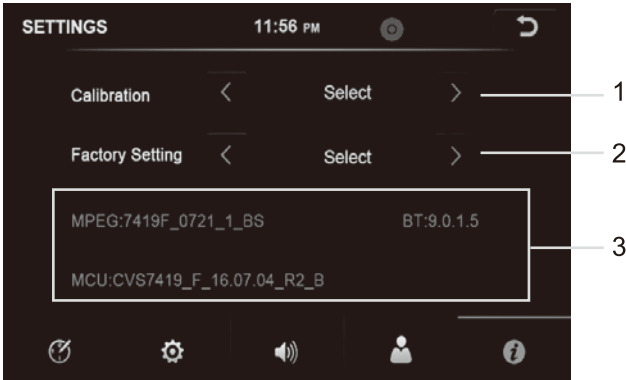 SETTINGS 11:56 PM
Calibration Select 1
Factory Setting Select 2
MPEG:7419F_0721_1_BS BT:9.0.1.5
3
MCU:CVS7419_F_16.07.04_R2_B